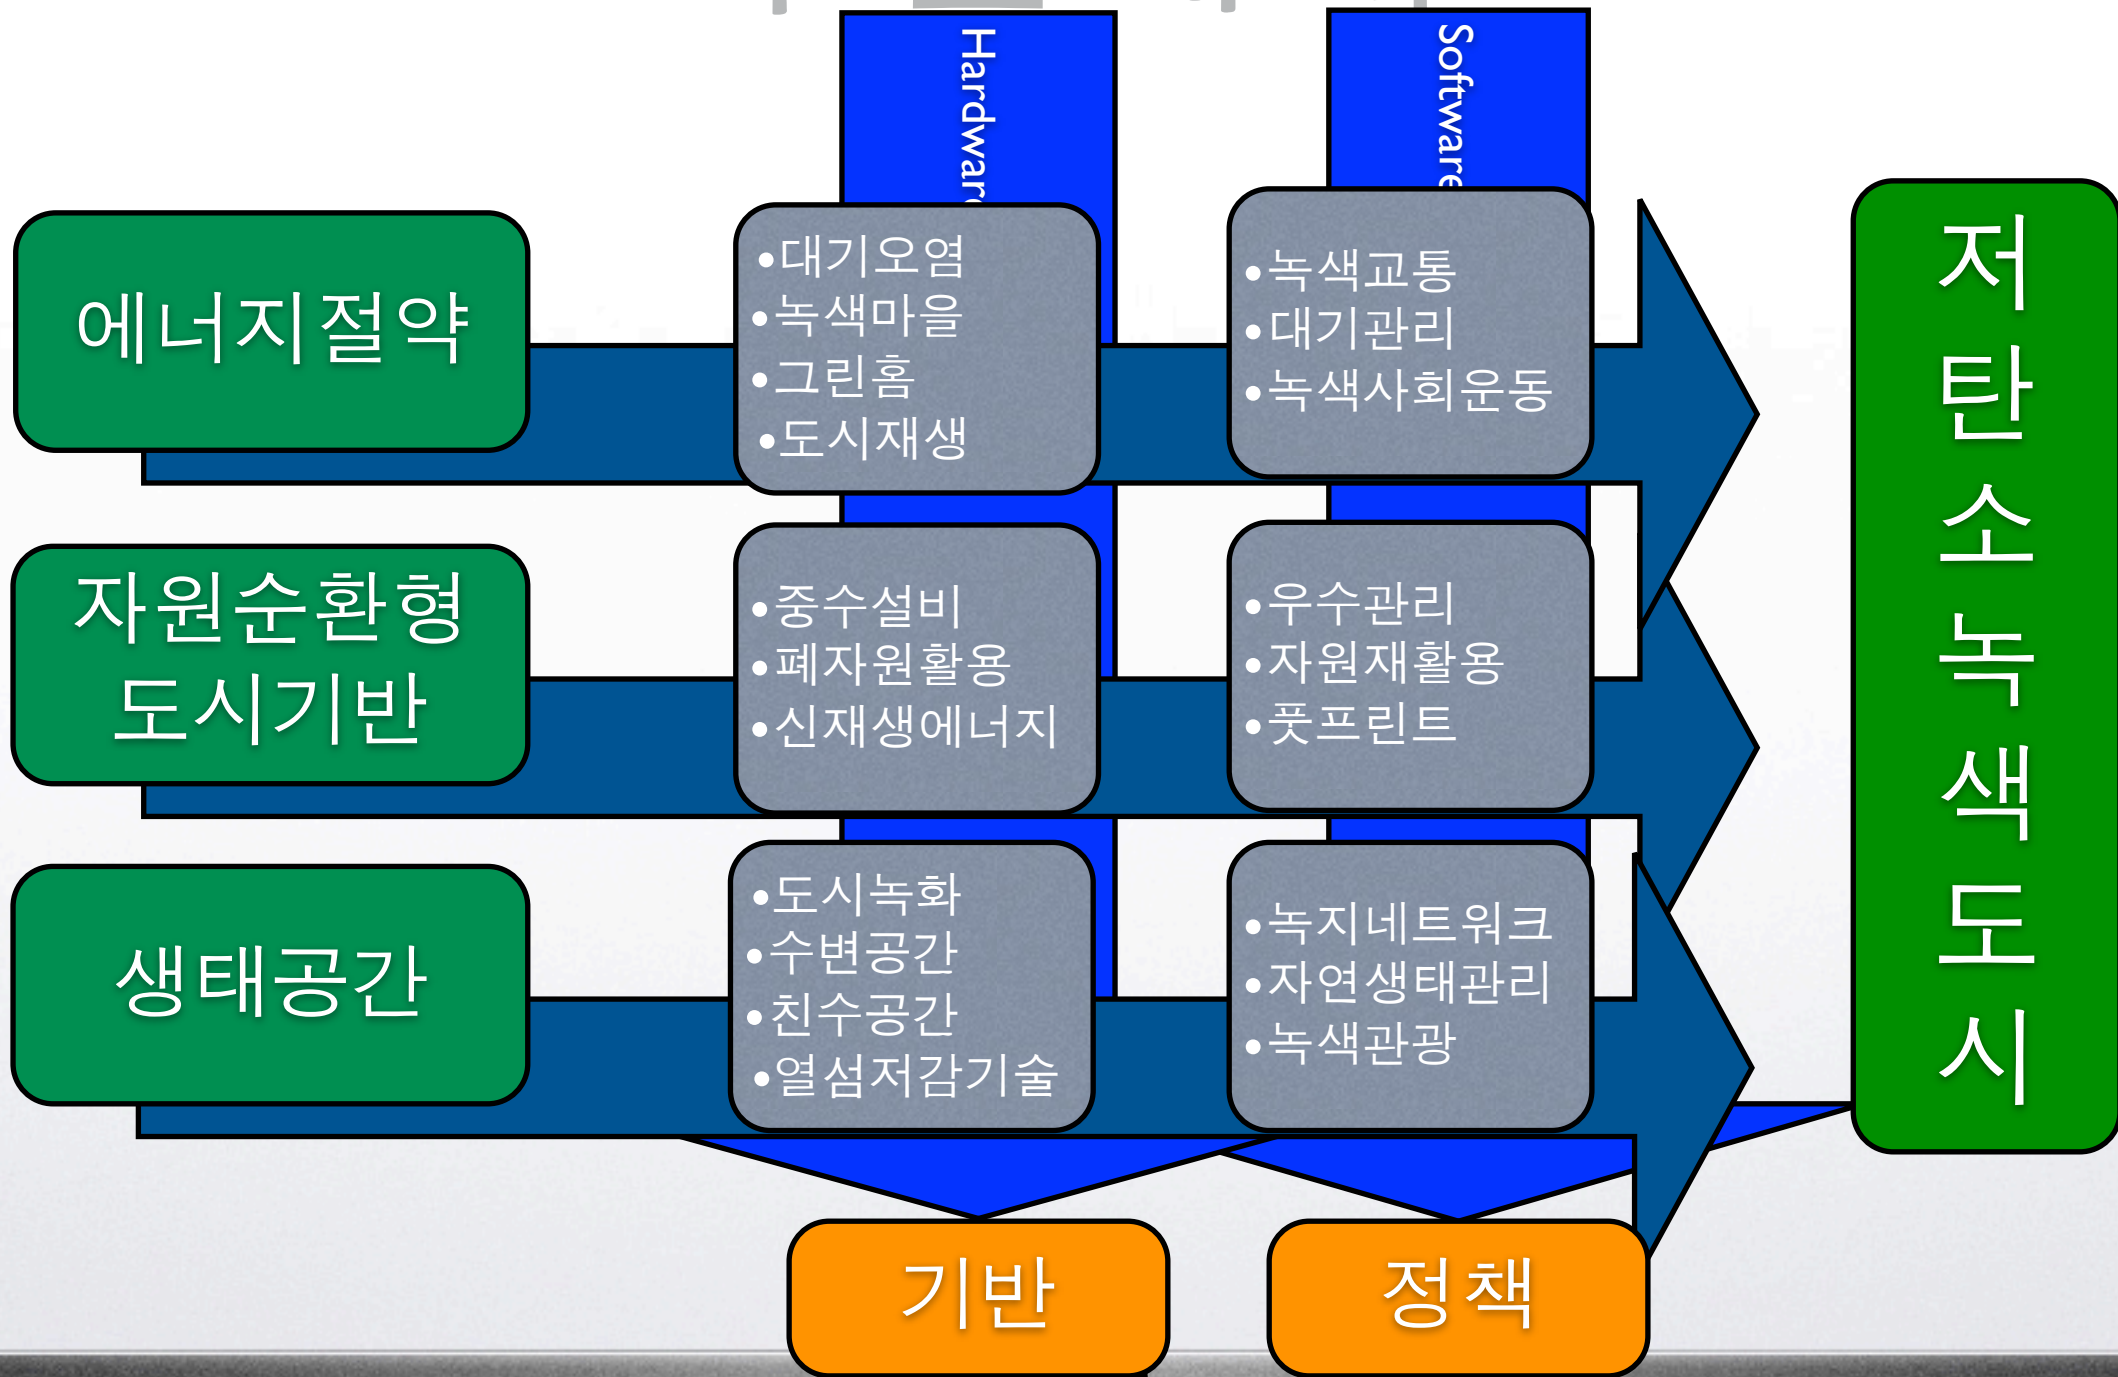 Hardware
Software
에너지절약
•대기오염
•녹색마을
•그린홈
•도시재생
•녹색교통
•대기관리
•녹색사회운동
자원순환형
도시기반
•중수설비
•폐자원활용
•신재생에너지
•우수관리
•자원재활용
•풋프린트
생태공간
•도시녹화
•수변공간
•친수공간
•열섬저감기술
•녹지네트워크
•자연생태관리
•녹색관광
저탄소녹색도시
기반
정책